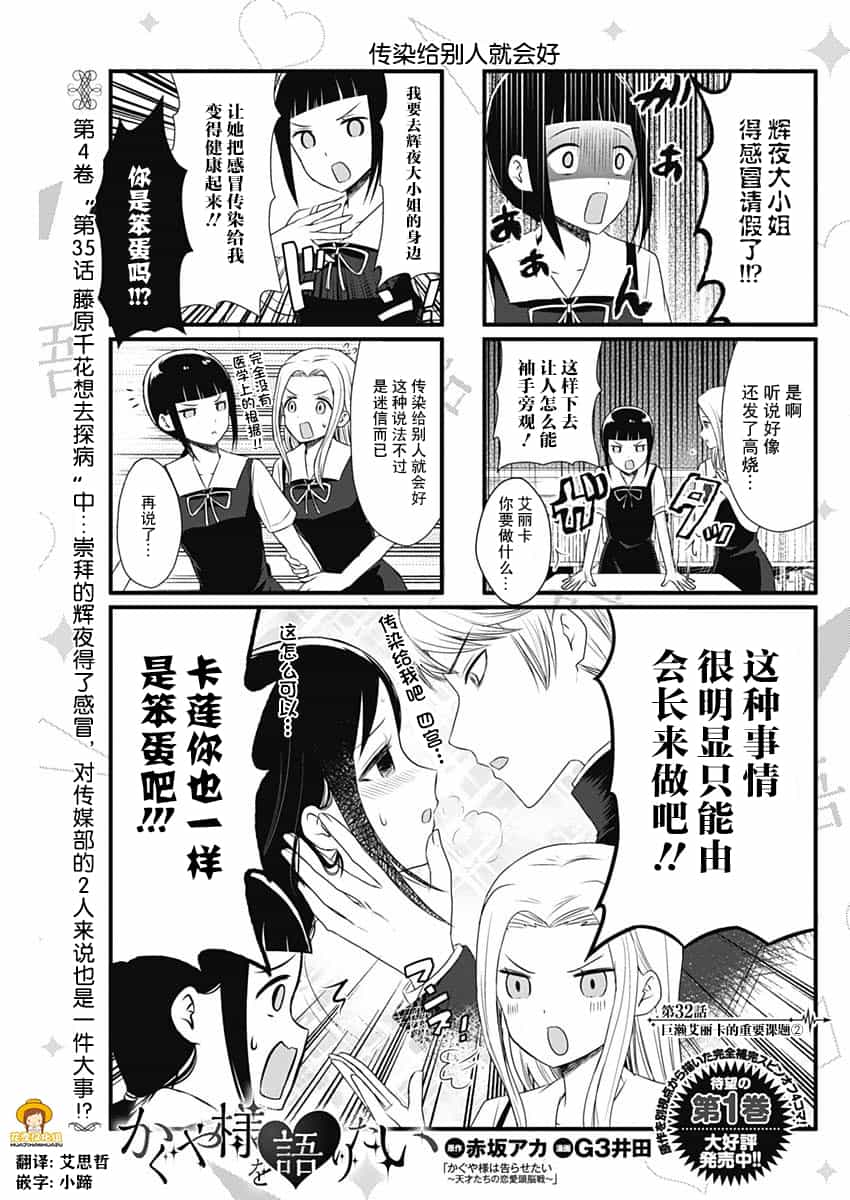 传染给别人就会好
辉夜大小姐
得感冒请假了!!?
あぁ
あぁ
ん
我要去辉夜大小姐的身边
让她把感冒传染给我
变得健康起来!!
你是笨蛋吗!!?
是啊
听说好像
还发了高烧…
这样下去
让人怎么能
袖手旁观!
艾丽卡
你要做什么…
传染给别人就会好
这种说法不过
是迷信而已
完全没有
医学上的根据!!
再说了…
这种事情
很明显只能由
会长来做吧!!
传染给我吧 四宫…
这怎么可以…
卡莲你也一样
是笨蛋吧!!!
第4卷“第35话 藤原千花想去探病”中…崇拜的辉夜得了感冒，对传媒部的2人来说也是一件大事!?
第32話
巨濑艾丽卡的重要课题②
待望の
第1巻
大好評
発売中!!
かぐや様を語りたい
原作 赤坂アカ 漫画 G3井田
「かぐや様は告らせたい
～天才たちの恋愛頭脳戦～」
翻译: 艾思哲
嵌字: 小蹄